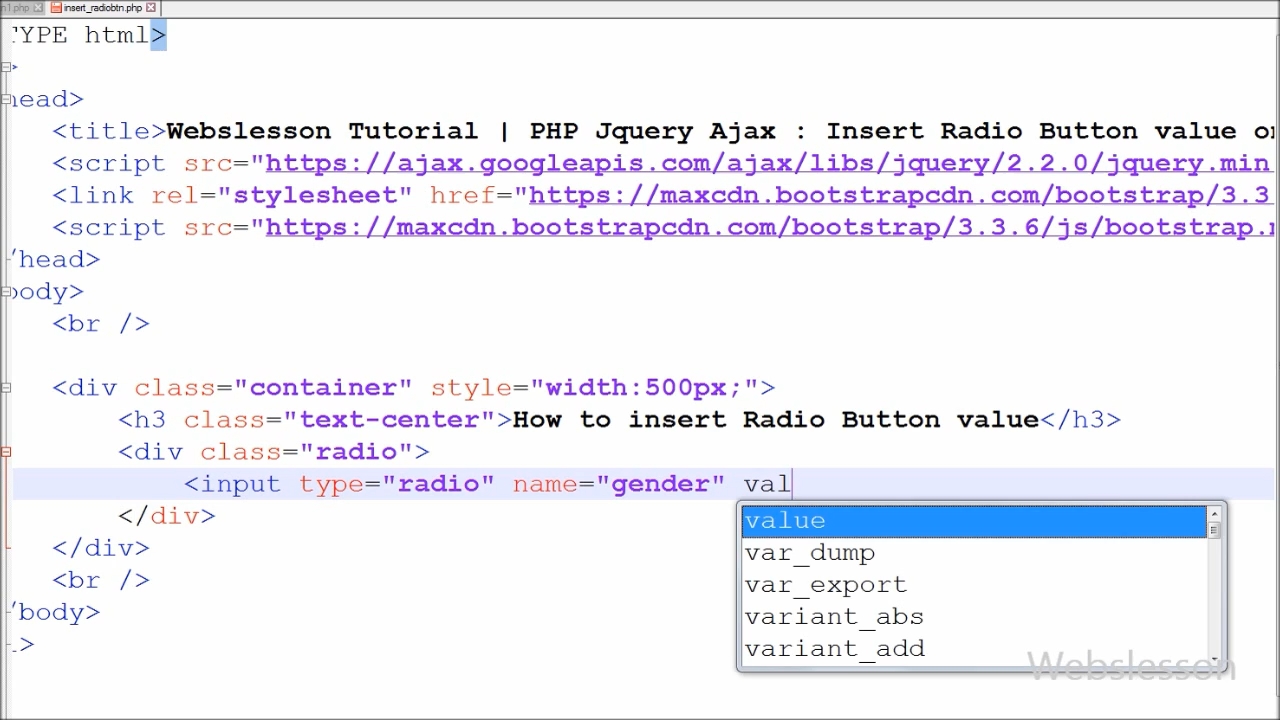 n1.php insert_radiobtn.php
TYPE html>
>
head>
<title>Webslesson Tutorial | PHP Jquery Ajax : Insert Radio Button value on
<script src="https://ajax.googleapis.com/ajax/libs/jquery/2.2.0/jquery.min.
<link rel="stylesheet" href="https://maxcdn.bootstrapcdn.com/bootstrap/3.3.
<script src="https://maxcdn.bootstrapcdn.com/bootstrap/3.3.6/js/bootstrap.m
/head>
body>
<br />
<div class="container" style="width:500px;">
<h3 class="text-center">How to insert Radio Button value</h3>
<div class="radio">
<input type="radio" name="gender" val
value
</div>
var_dump
</div>
var_export
<br />
variant_abs
/body>
variant_add
>
Webslesson